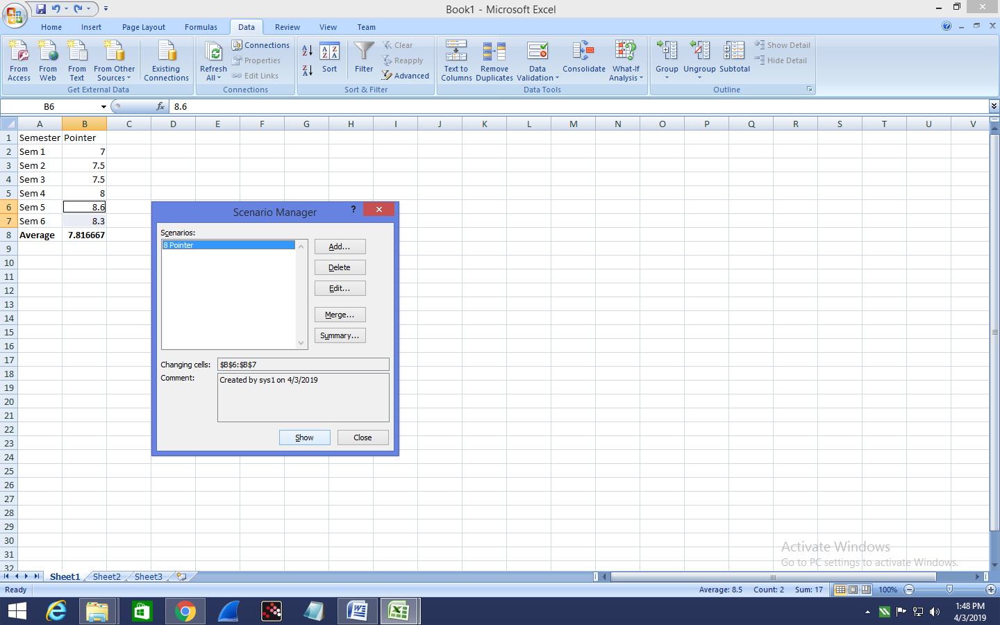 Book1 - Microsoft Excel
Home Insert Page Layout Formulas Data Review View Team
From Access
From Web
From Text
From Other Sources
Existing Connections
Get External Data
Refresh All
Connections
Properties
Edit Links
Connections
Sort
Filter
Clear
Reapply
Advanced
Sort & Filter
Text to Columns
Remove Duplicates
Data Validation
Consolidate
What-If Analysis
Data Tools
Group
Ungroup
Subtotal
Show Detail
Hide Detail
Outline
B6 fx 8.6
A B C D E F G H I J K L M N O P Q R S T U V
1 Semester Pointer
2 Sem 1 7
3 Sem 2 7.5
4 Sem 3 7.5
5 Sem 4 8
6 Sem 5 8.6
7 Sem 6 8.3
8 Average 7.816667
9
10
11
12
13
14
15
16
17
18
19
20
21
22
23
24
25
26
27
28
29
30
31
32
Scenario Manager ?
Scenarios:
8 Pointer
Add...
Delete
Edit...
Merge...
Summary...
Changing cells: $B$6:$B$7
Comment: Created by sys1 on 4/3/2019
Show Close
Activate Windows
Go to PC settings to activate Windows.
Sheet1 Sheet2 Sheet3
Ready Average: 8.5 Count: 2 Sum: 17 100%
1:48 PM
4/3/2019